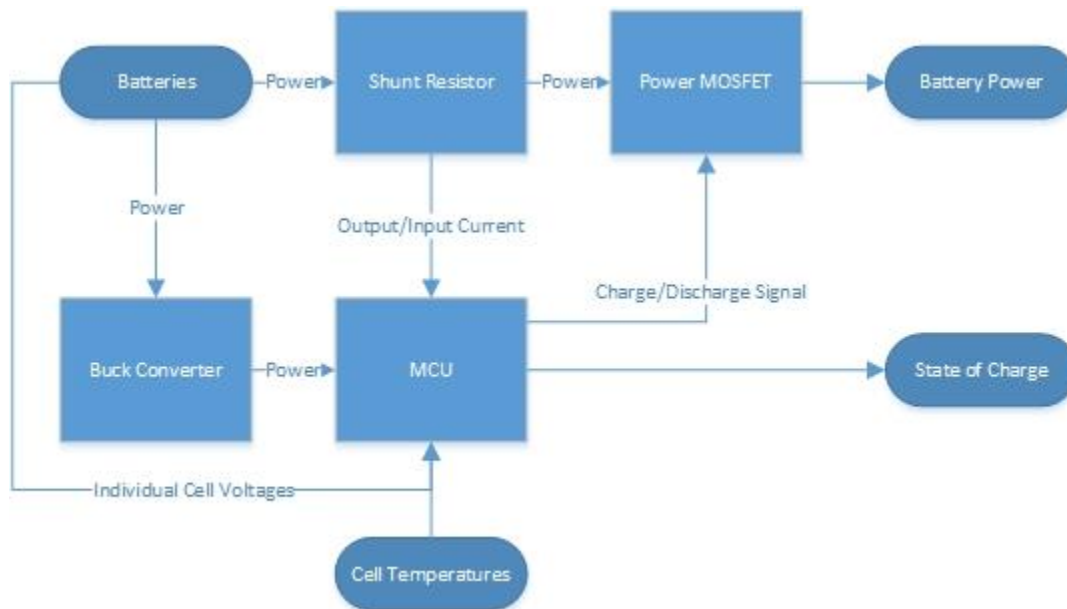 Batteries
Power
Shunt Resistor
Power
Power MOSFET
Battery Power
Power
Output/Input Current
Charge/Discharge Signal
Buck Converter
Power
MCU
State of Charge
Individual Cell Voltages
Cell Temperatures